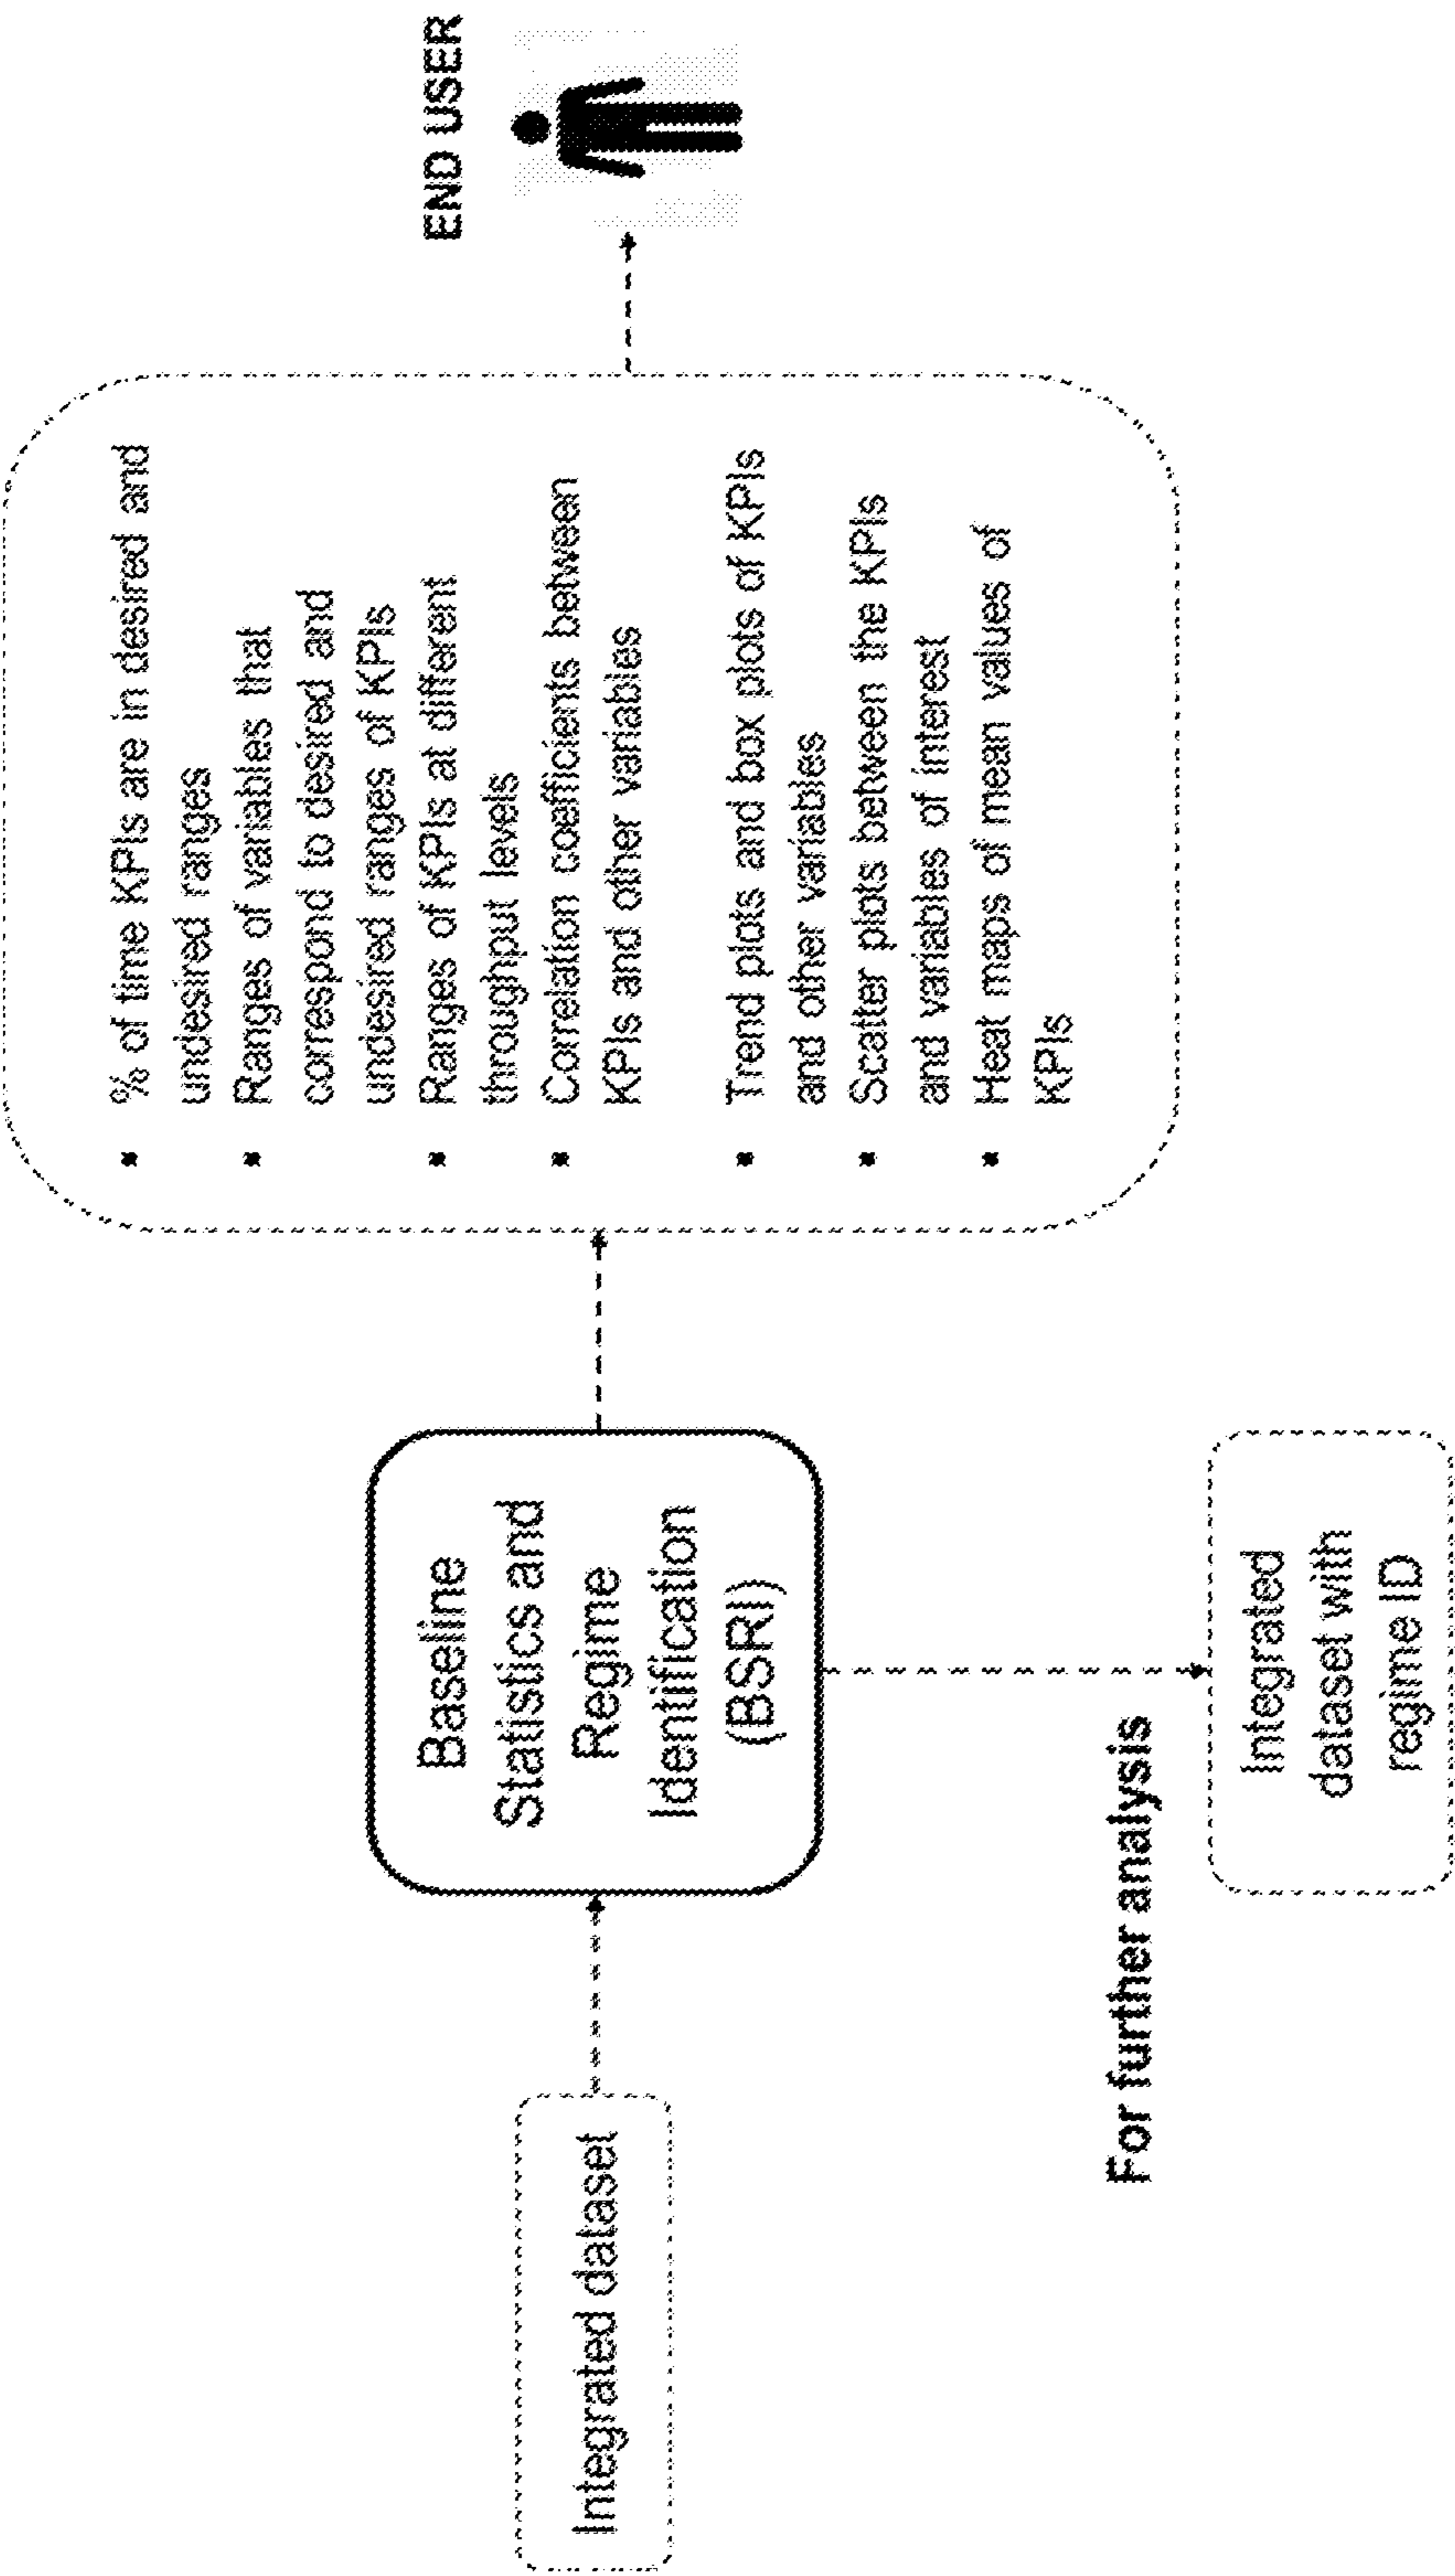 Integrated dataset
Baseline
Statistics and
Regime
Identification
(BSRI)
For further analysis
Integrated
dataset with
regime ID
% of time KPIs are in desired and
undesired ranges
Ranges of variables that
correspond to desired and
undesired ranges of KPIs
Ranges of KPIs at different
throughput levels
Correlation coefficients between
KPIs and other variables
Trend plots and box plots of KPIs
and other variables
Scatter plots between the KPIs
and variables of interest
Heat maps of mean values of
KPIs
END USER